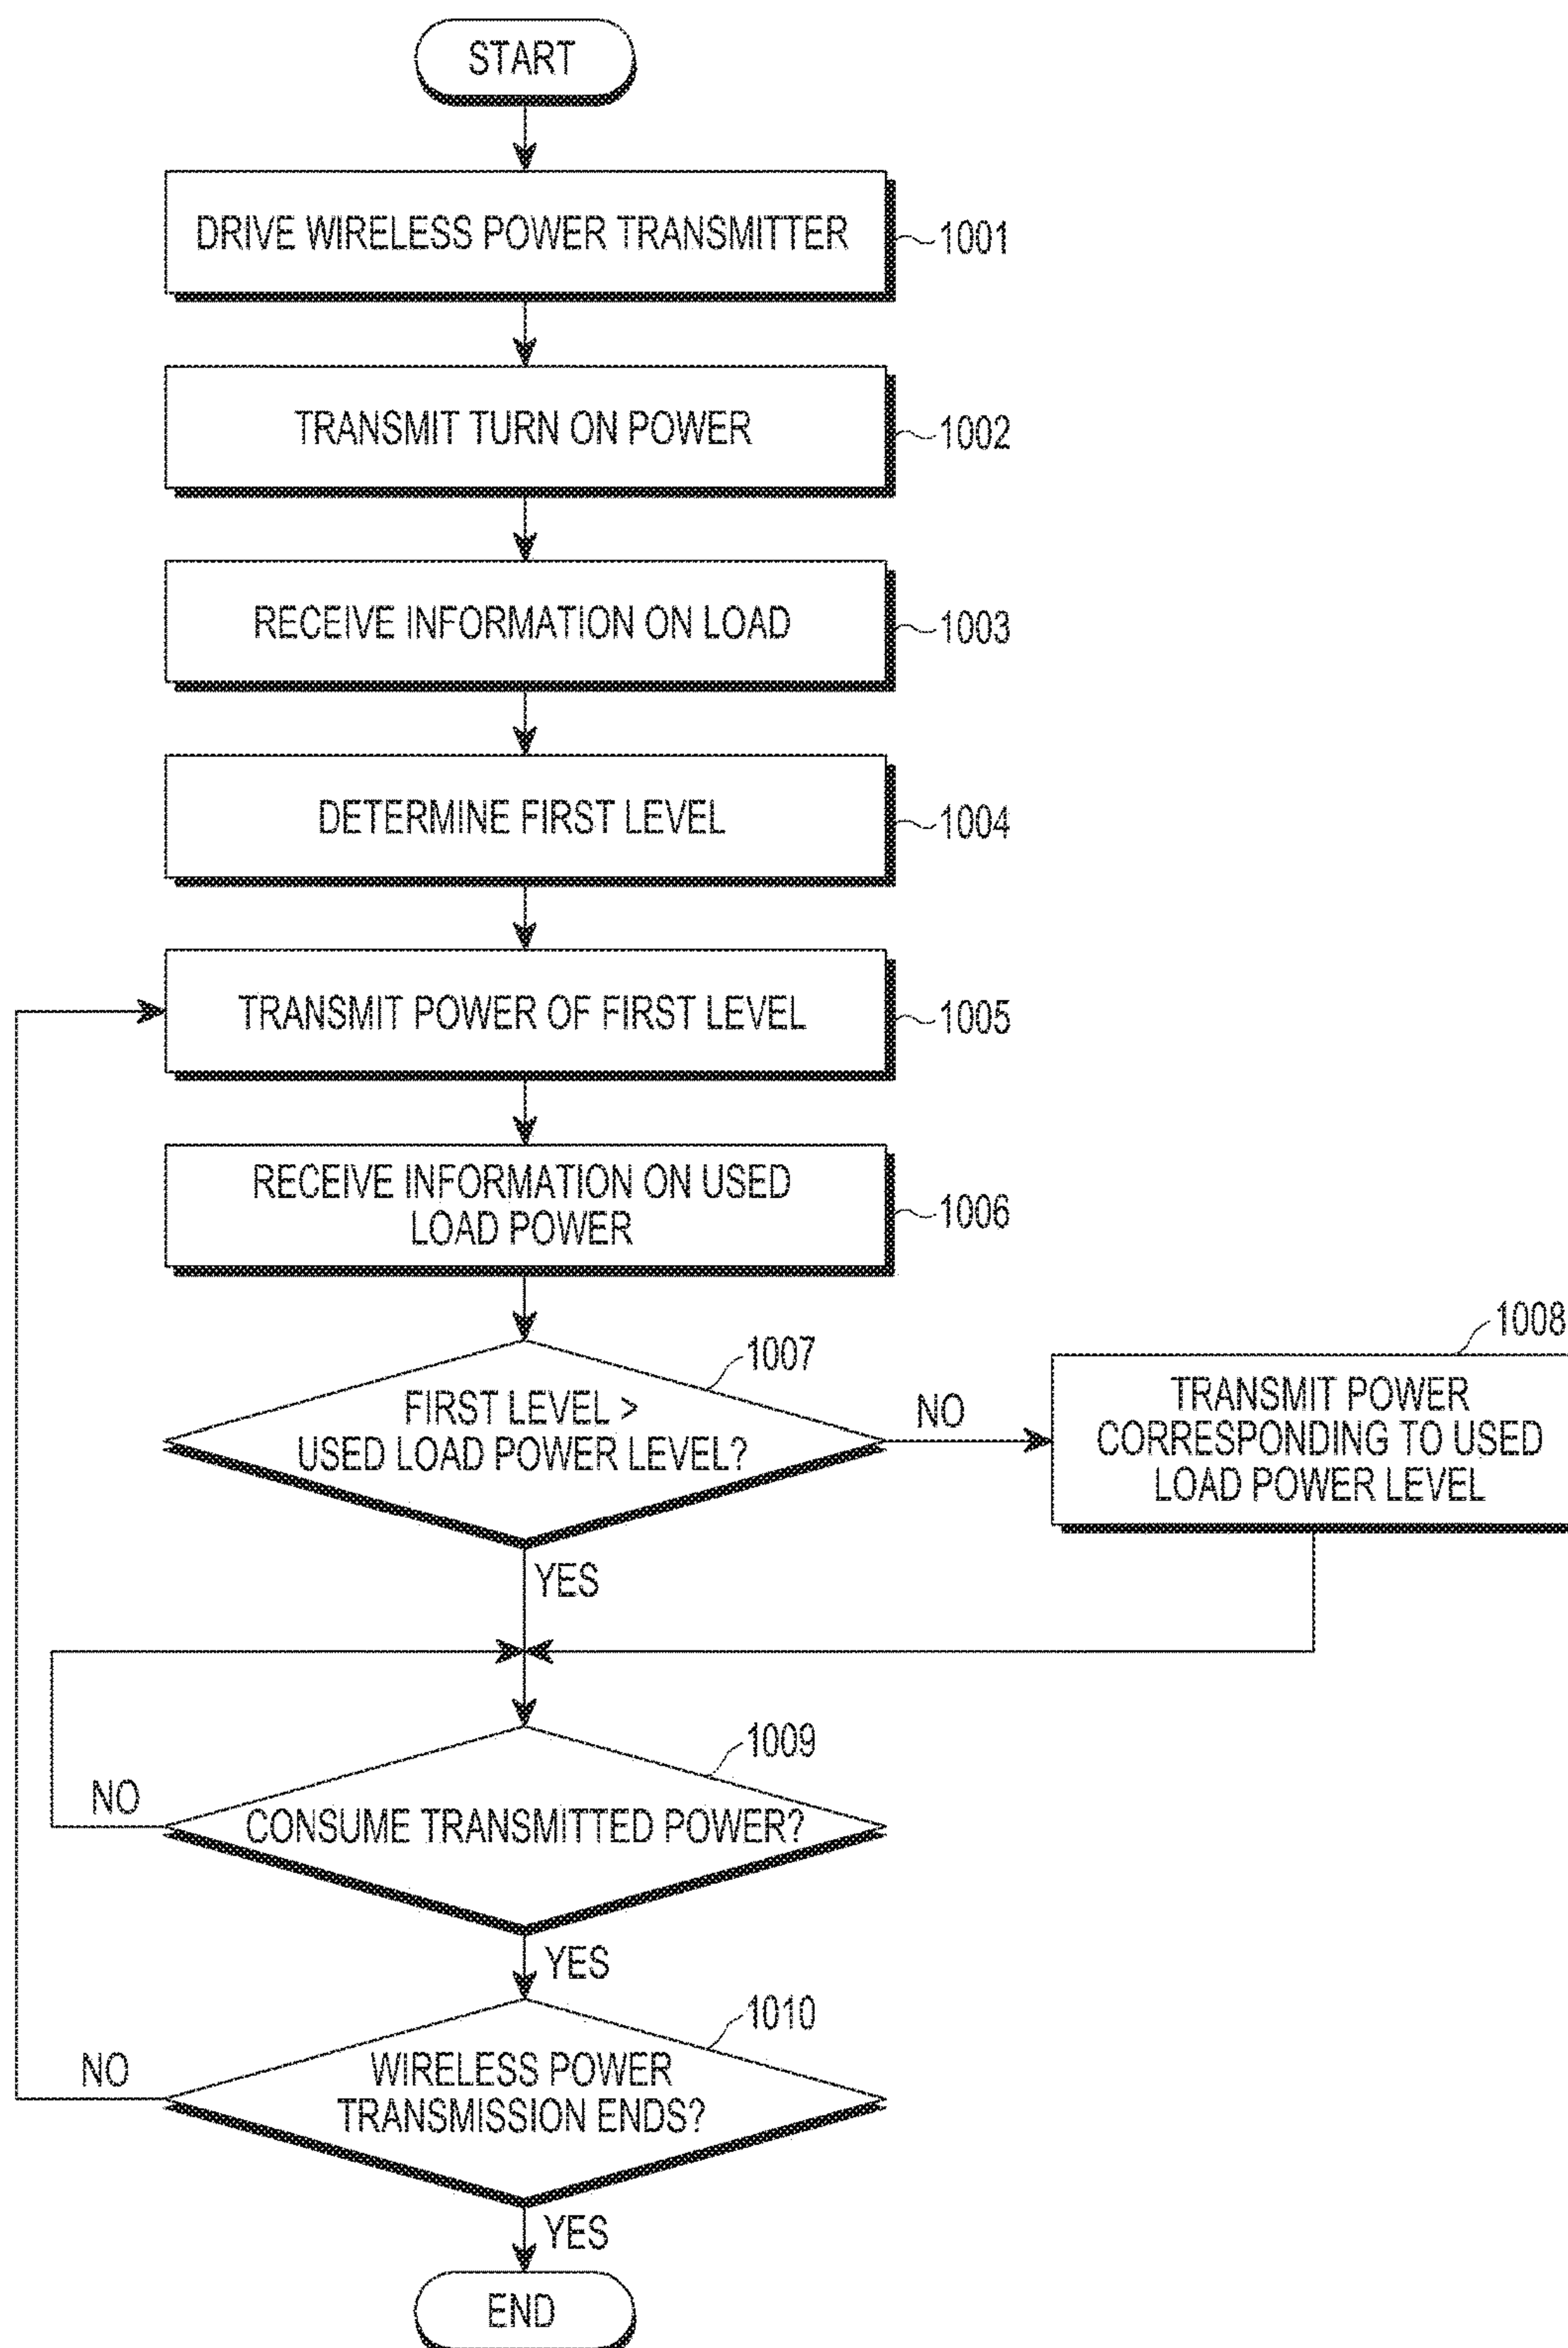 START
DRIVE WIRELESS POWER TRANSMITTER
1001
TRANSMIT TURN ON POWER
1002
RECEIVE INFORMATION ON LOAD
1003
DETERMINE FIRST LEVEL
1004
TRANSMIT POWER OF FIRST LEVEL
1005
RECEIVE INFORMATION ON USED
LOAD POWER
1006
1007
FIRST LEVEL >
USED LOAD POWER LEVEL?
NO
1008
TRANSMIT POWER
CORRESPONDING TO USED
LOAD POWER LEVEL
YES
1009
CONSUME TRANSMITTED POWER?
NO
YES
1010
WIRELESS POWER
TRANSMISSION ENDS?
NO
YES
END